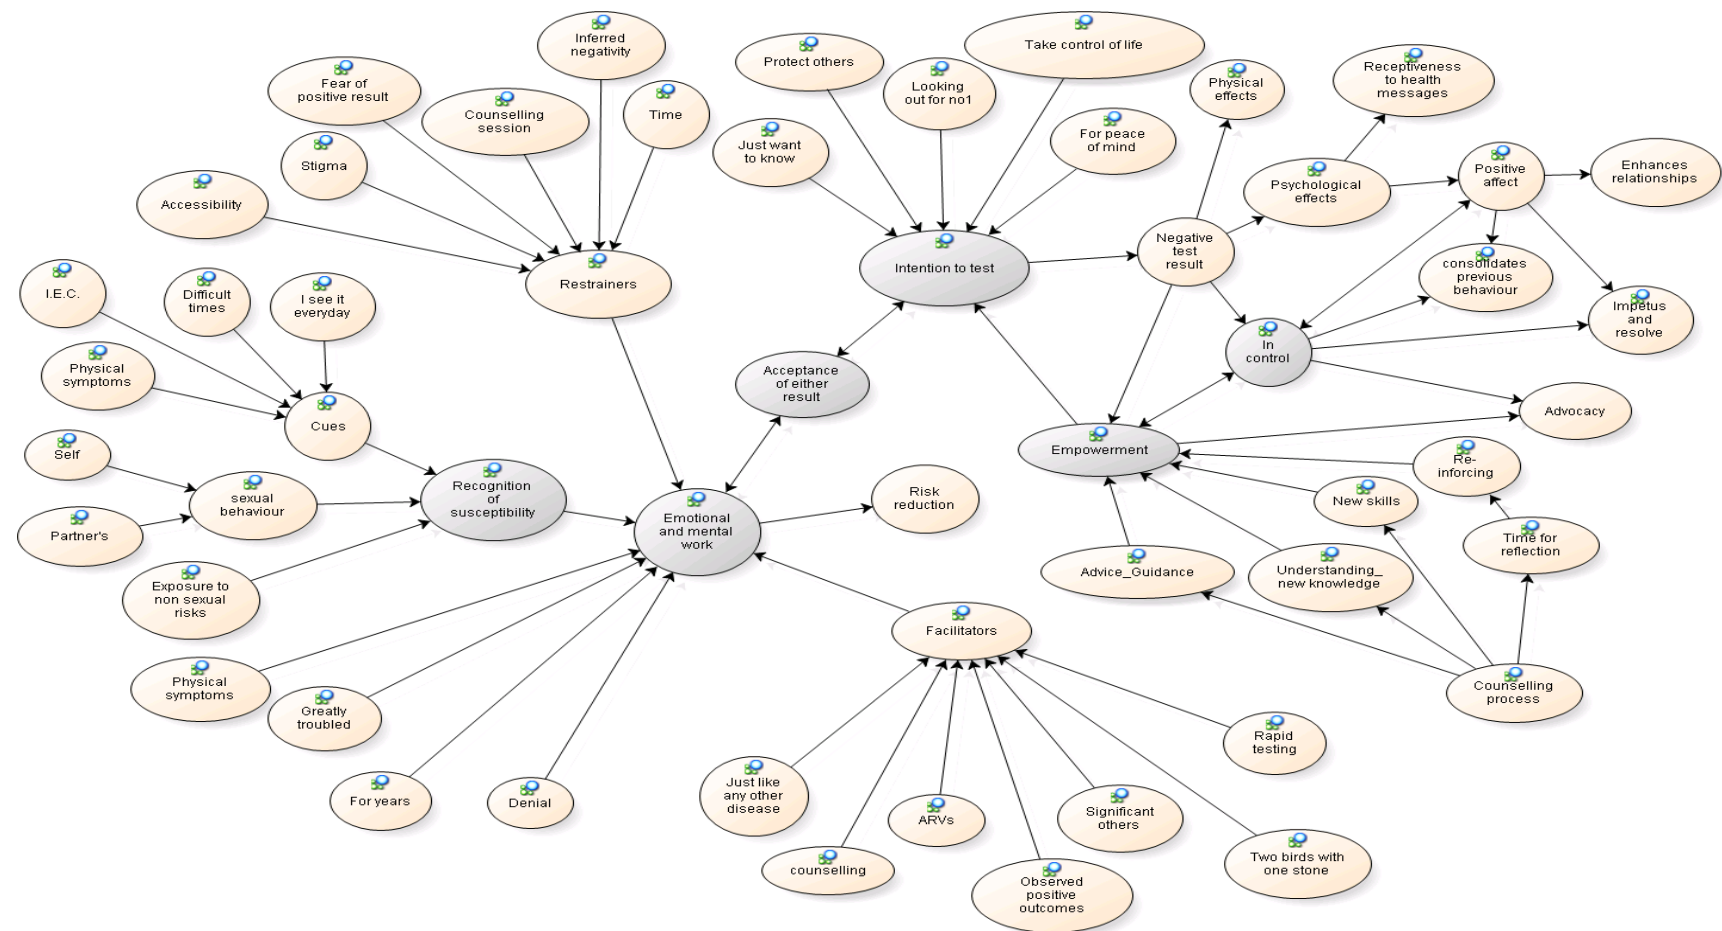 Inferred
negativity
Fear of
positive result
Counselling
session
Time
Stigma
Accessibility
Restrainers
I.E.C.
Difficult
times
I see it
everyday
Physical
symptoms
Cues
Self
Partner's
sexual
behaviour
Exposure to
non sexual
risks
Recognition
of
susceptibility
Physical
symptoms
Greatly
troubled
For years
Denial
Emotional
and mental
work
Risk
reduction
Acceptance
of either
result
Protect others
Looking
out for no1
Take control of life
Just want
to know
For peace
of mind
Intention to test
Negative
test
result
Physical
effects
Receptiveness
to health
messages
Psychological
effects
Positive
affect
Enhances
relationships
consolidates
previous
behaviour
Impetus
and
resolve
In
control
Advocacy
Empowerment
Re-
inforcing
New skills
Time for
reflection
Advice_Guidance
Understanding_
new knowledge
Counselling
process
Facilitators
Just like
any other
disease
counselling
ARVs
Observed
positive
outcomes
Significant
others
Two birds with
one stone
Rapid
testing